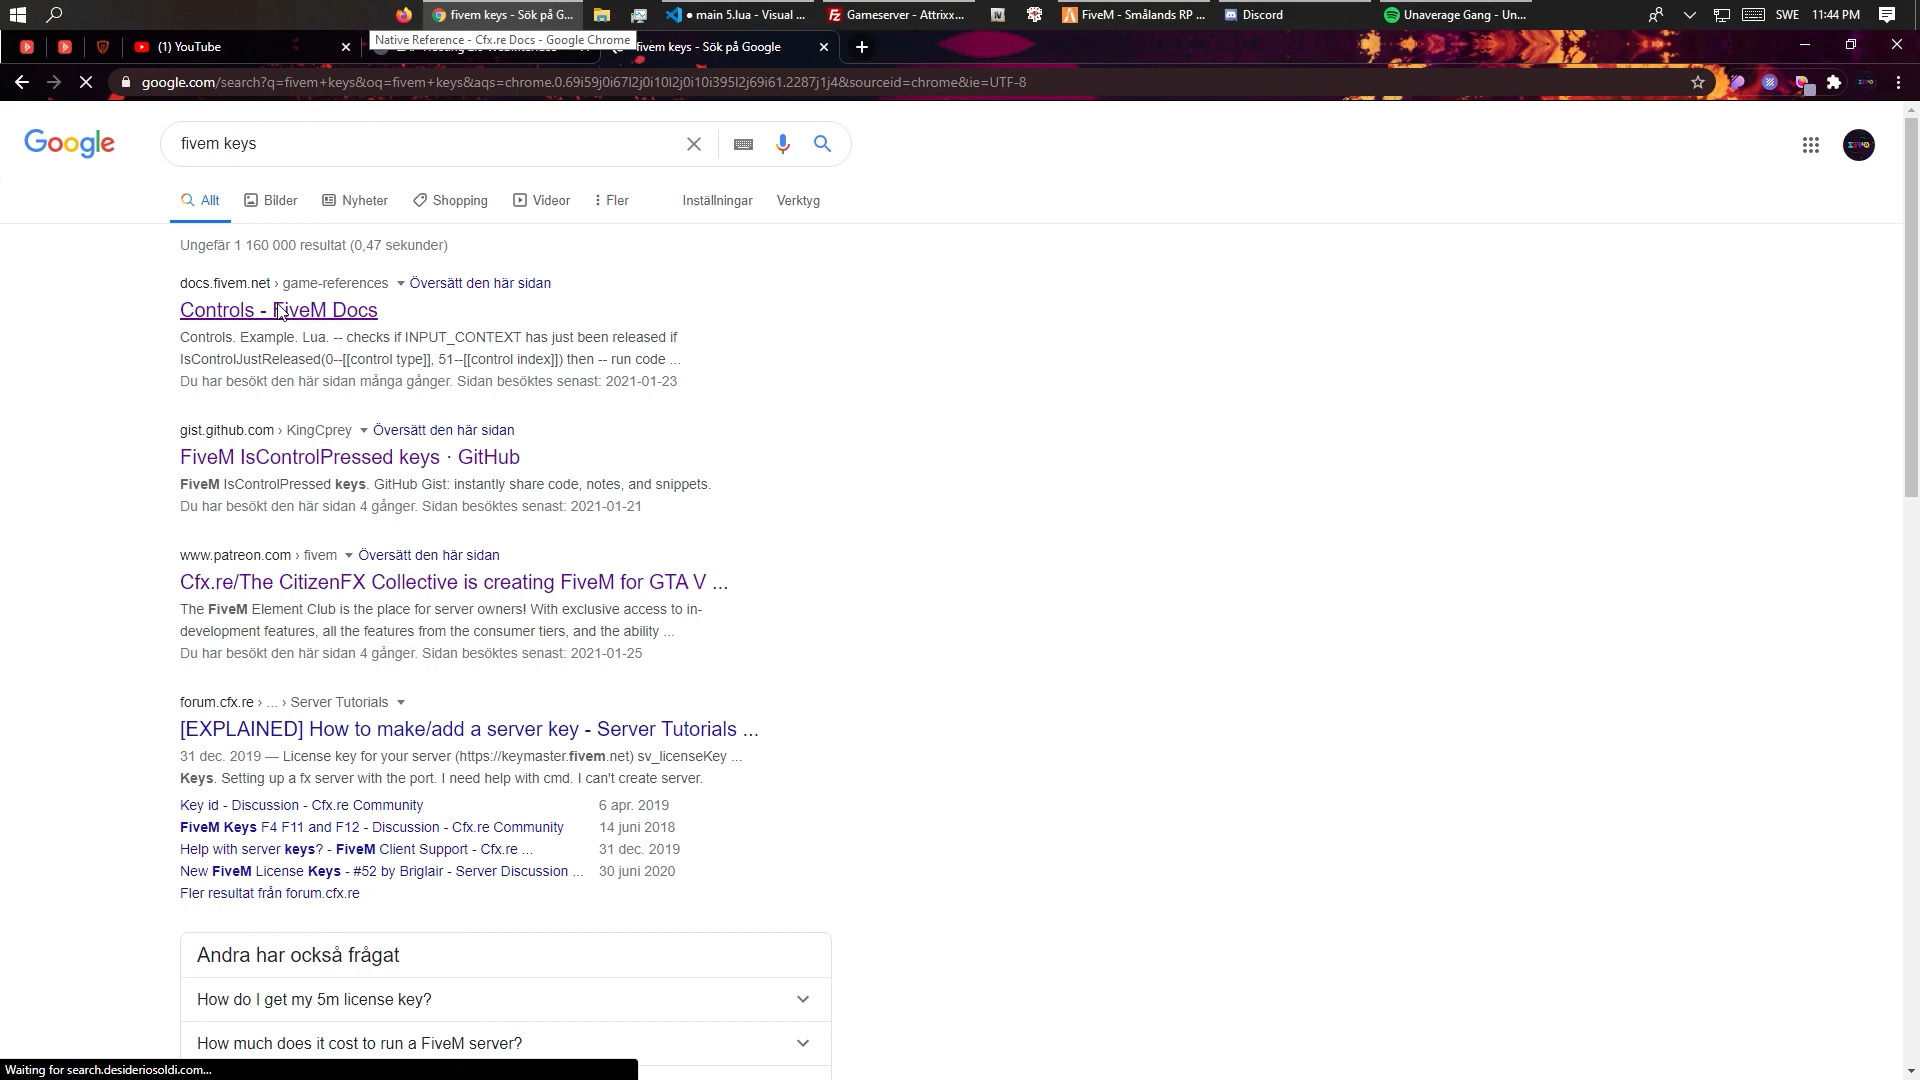 fivem keys - Sök på G...
main 5.lua - Visual ...
Gameserver - Attrixx...
FiveM - Smålands RP ...
Discord
Unaverage Gang - Un...
SWE
11:44 PM
(1) YouTube
Native Reference - Cfx.re Docs - Google Chrome
fivem keys - Sök på Google
google.com/search?q=fivem+keys&oq=fivem+keys&aqs=chrome.0.69i59j0i67l2j0i10l2j0i10i395l2j69i61.2287j1j4&sourceid=chrome&ie=UTF-8
Google
fivem keys
Allt
Bilder
Nyheter
Shopping
Videor
Fler
Inställningar
Verktyg
Ungefär 1 160 000 resultat (0,47 sekunder)
docs.fivem.net › game-references Översätt den här sidan
Controls - FiveM Docs
Controls. Example. Lua. -- checks if INPUT_CONTEXT has just been released if
IsControlJustReleased(0--[[control type]], 51--[[control index]]) then -- run code ...
Du har besökt den här sidan många gånger. Sidan besöktes senast: 2021-01-23
gist.github.com › KingCprey Översätt den här sidan
FiveM IsControlPressed keys · GitHub
FiveM IsControlPressed keys. GitHub Gist: instantly share code, notes, and snippets.
Du har besökt den här sidan 4 gånger. Sidan besöktes senast: 2021-01-21
www.patreon.com › fivem Översätt den här sidan
Cfx.re/The CitizenFX Collective is creating FiveM for GTA V ...
The FiveM Element Club is the place for server owners! With exclusive access to in-
development features, all the features from the consumer tiers, and the ability ...
Du har besökt den här sidan 4 gånger. Sidan besöktes senast: 2021-01-25
forum.cfx.re › ... › Server Tutorials
[EXPLAINED] How to make/add a server key - Server Tutorials ...
31 dec. 2019 — License key for your server (https://keymaster.fivem.net) sv_licenseKey ...
Keys. Setting up a fx server with the port. I need help with cmd. I can't create server.
Key id - Discussion - Cfx.re Community 6 apr. 2019
FiveM Keys F4 F11 and F12 - Discussion - Cfx.re Community 14 juni 2018
Help with server keys? - FiveM Client Support - Cfx.re ... 31 dec. 2019
New FiveM License Keys - #52 by Briglair - Server Discussion ... 30 juni 2020
Fler resultat från forum.cfx.re
Andra har också frågat
How do I get my 5m license key?
How much does it cost to run a FiveM server?
Waiting for search.desideriosoldi.com...